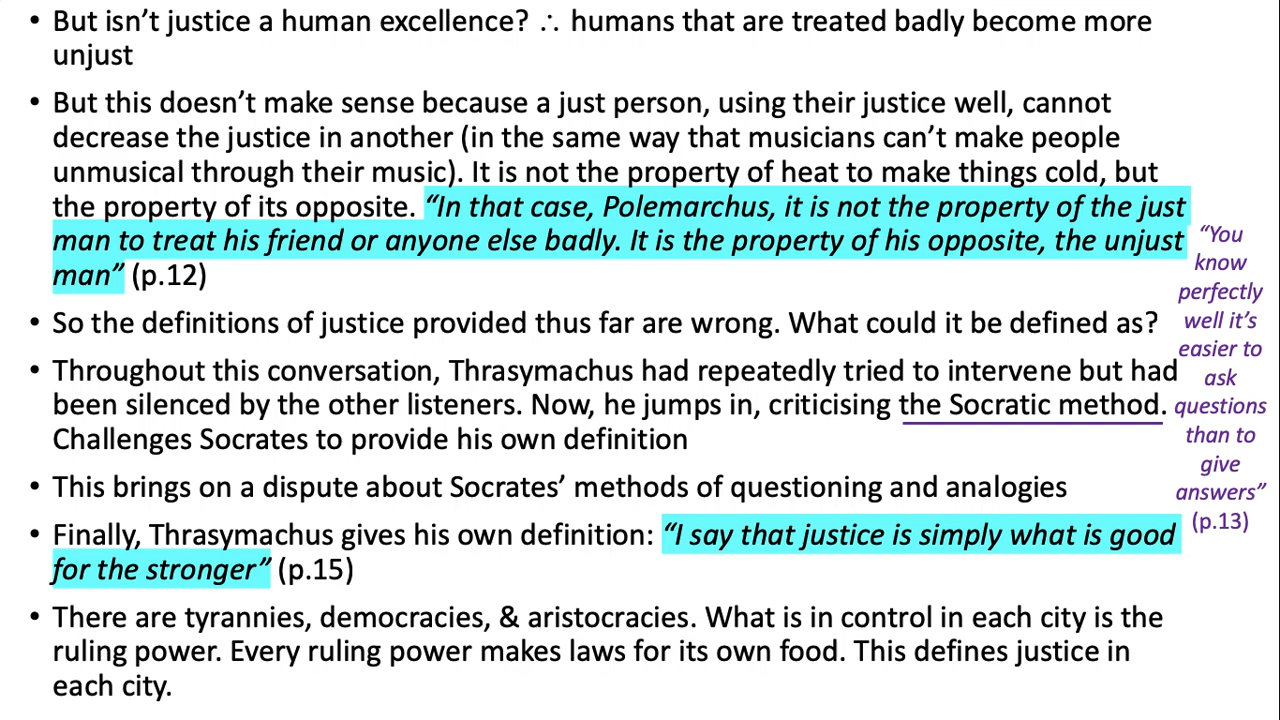 • But isn’t justice a human excellence? ∴ humans that are treated badly become more
unjust
• But this doesn’t make sense because a just person, using their justice well, cannot
decrease the justice in another (in the same way that musicians can’t make people
unmusical through their music). It is not the property of heat to make things cold, but
the property of its opposite. “In that case, Polemarchus, it is not the property of the just
man to treat his friend or anyone else badly. It is the property of his opposite, the unjust
man” (p.12)
• So the definitions of justice provided thus far are wrong. What could it be defined as?
• Throughout this conversation, Thrasymachus had repeatedly tried to intervene but had
been silenced by the other listeners. Now, he jumps in, criticising the Socratic method.
Challenges Socrates to provide his own definition
• This brings on a dispute about Socrates’ methods of questioning and analogies
• Finally, Thrasymachus gives his own definition: “I say that justice is simply what is good
for the stronger” (p.15)
• There are tyrannies, democracies, & aristocracies. What is in control in each city is the
ruling power. Every ruling power makes laws for its own food. This defines justice in
each city.
“You
know
perfectly
well it’s
easier to
ask
questions
than to
give
answers”
(p.13)